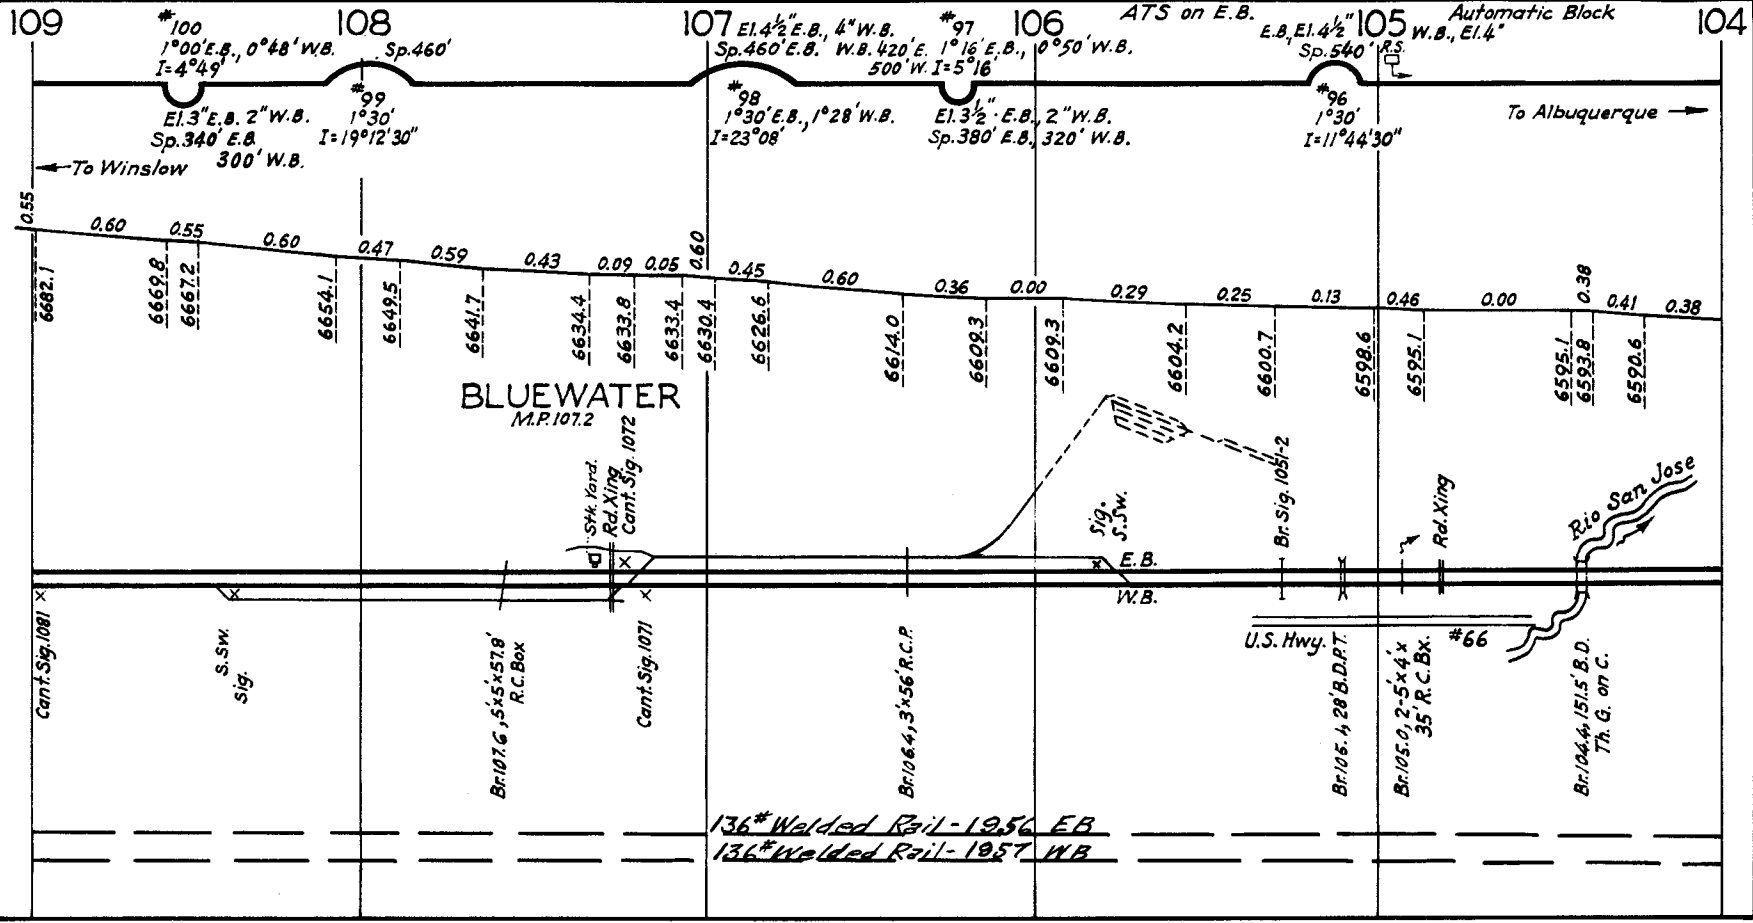 109
108
107
106
105
104
ATS on E.B.
Automatic Block
#100
1°00' E.B., 0°48' W.B.
I=4°49'
Sp.460'
El.4½" E.B., 4" W.B.
Sp.460' E.B. W.B. 420' E.
500' W.
#97
1°16' E.B., 0°50' W.B.
I=5°16'
E.B., El.4½" W.B., El.4"
Sp.540'
R.S.
El.3" E.B. 2" W.B.
Sp.340' E.B.
300' W.B.
#99
1°30'
I=19°12'30"
#98
1°30' E.B., 1°28' W.B.
I=23°08'
El.3½" E.B., 2" W.B.
Sp.380' E.B., 320' W.B.
#96
1°30'
I=11°44'30"
To Albuquerque
To Winslow
0.55
0.60
0.55
0.60
0.47
0.59
0.43
0.09
0.05
0.60
0.45
0.60
0.36
0.00
0.29
0.25
0.13
0.46
0.00
0.38
0.41
0.38
6682.1
6669.8
6667.2
6654.1
6649.5
6641.7
6634.4
6633.8
6633.4
6630.4
6626.6
6614.0
6609.3
6609.3
6604.2
6600.7
6598.6
6595.1
6595.1
6593.8
6590.6
BLUEWATER
M.P. 107.2
Stk. Yard.
Rd. Xing
Cant. Sig. 1072
Sig.
S. Sw.
Br. Sig. 1051-2
Rd. Xing
Rio San Jose
E.B.
W.B.
U.S. Hwy. #66
Cant. Sig. 1081
S. Sw.
Sig.
Br. 107.6, 5'x5'x57.8'
R.C. Box
Cant. Sig. 1071
Br. 106.4, 3'x56' R.C.P.
Br. 105.1, 28' B.D.P.T.
Br. 105.0, 2-5'x4'x
35' R.C. Bx.
Br. 104.4, 151.5' B.D.
Th. G. on C.
136# Welded Rail - 1956 EB
136# Welded Rail - 1957 WB